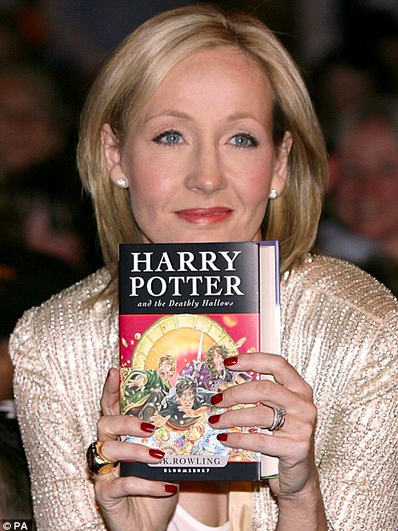 HARRY
POTTER
and the Deathly Hallows
K.ROWLING
BLOOMSBURY
© PA